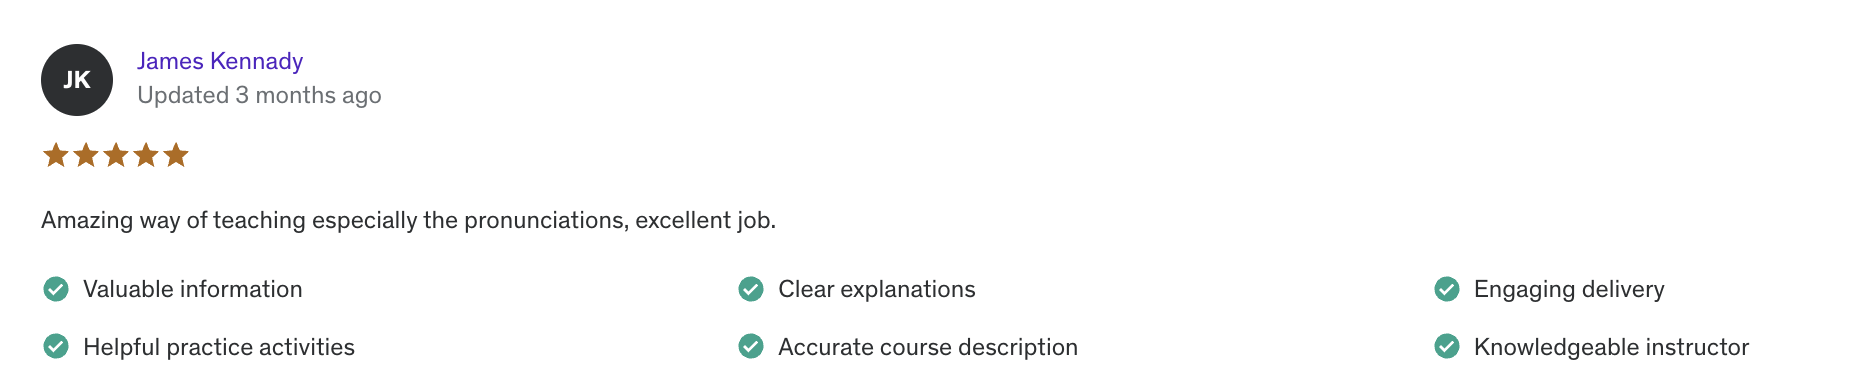 JK
James Kennady
Updated 3 months ago
Amazing way of teaching especially the pronunciations, excellent job.
Valuable information
Clear explanations
Engaging delivery
Helpful practice activities
Accurate course description
Knowledgeable instructor